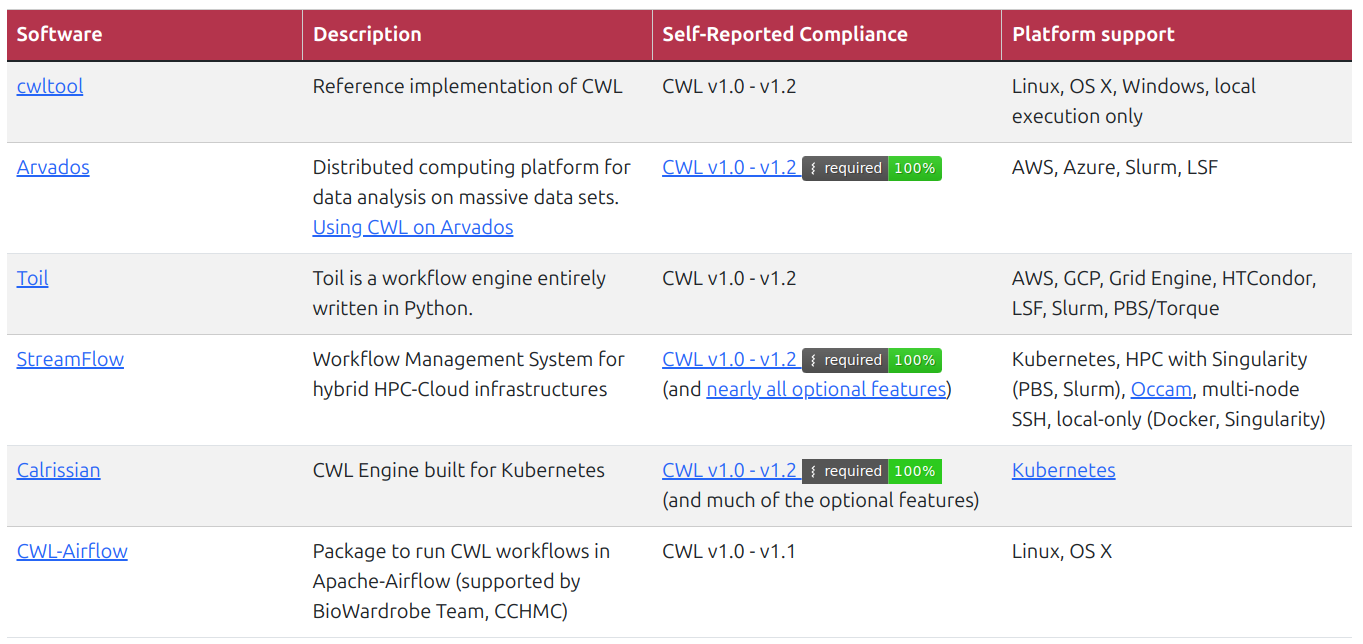 Software Description Self-Reported Compliance Platform support
cwltool Reference implementation of CWL CWL v1.0 - v1.2 Linux, OS X, Windows, local
execution only
Arvados Distributed computing platform for CWL v1.0 - v1.2 required 100% AWS, Azure, Slurm, LSF
data analysis on massive data sets.
Using CWL on Arvados
Toil Toil is a workflow engine entirely CWL v1.0 - v1.2 AWS, GCP, Grid Engine, HTCondor,
written in Python. LSF, Slurm, PBS/Torque
StreamFlow Workflow Management System for CWL v1.0 - v1.2 required 100% Kubernetes, HPC with Singularity
hybrid HPC-Cloud infrastructures (and nearly all optional features) (PBS, Slurm), Occam, multi-node
SSH, local-only (Docker, Singularity)
Calrissian CWL Engine built for Kubernetes CWL v1.0 - v1.2 required 100% Kubernetes
(and much of the optional features)
CWL-Airflow Package to run CWL workflows in CWL v1.0 - v1.1 Linux, OS X
Apache-Airflow (supported by
BioWardrobe Team, CCHMC)